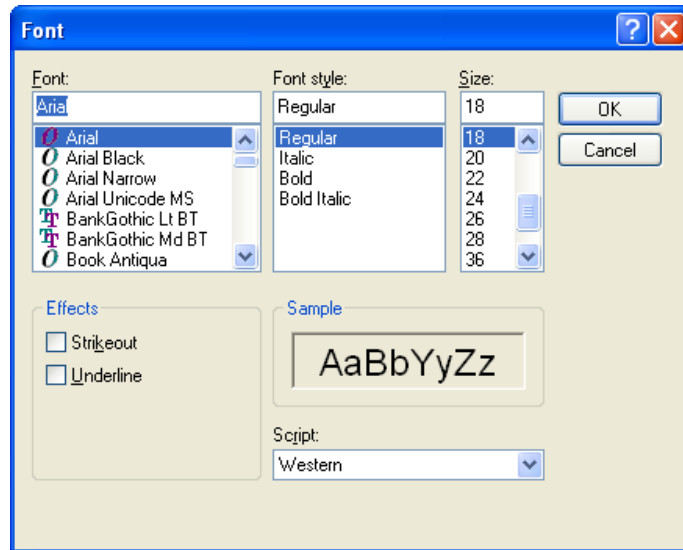 Font
Font:
Arial
Arial
Arial Black
Arial Narrow
Arial Unicode MS
BankGothic Lt BT
BankGothic Md BT
Book Antiqua
Font style:
Regular
Regular
Italic
Bold
Bold Italic
Size:
18
18
20
22
24
26
28
36
OK
Cancel
Effects
Strikeout
Underline
Sample
AaBbYyZz
Script:
Western